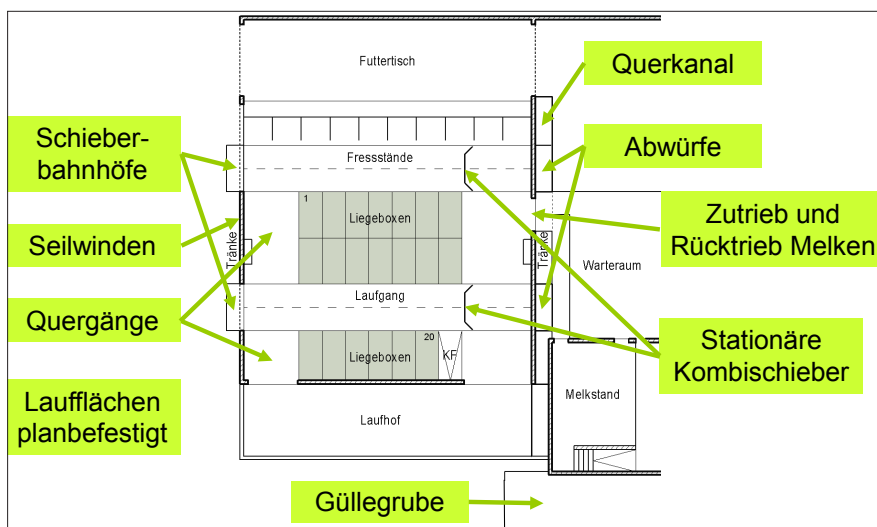 Futtertisch
Querkanal
Schieber-
bahnhöfe
Fressstände
Abwürfe
1
Liegeboxen
Zutrieb und
Rücktrieb Melken
Seilwinden
Tränke
Tränke
Warteraum
Laufgang
Quergänge
20
Liegeboxen
KF
Stationäre
Kombischieber
Laufflächen
planbefestigt
Melkstand
Laufhof
Güllegrube